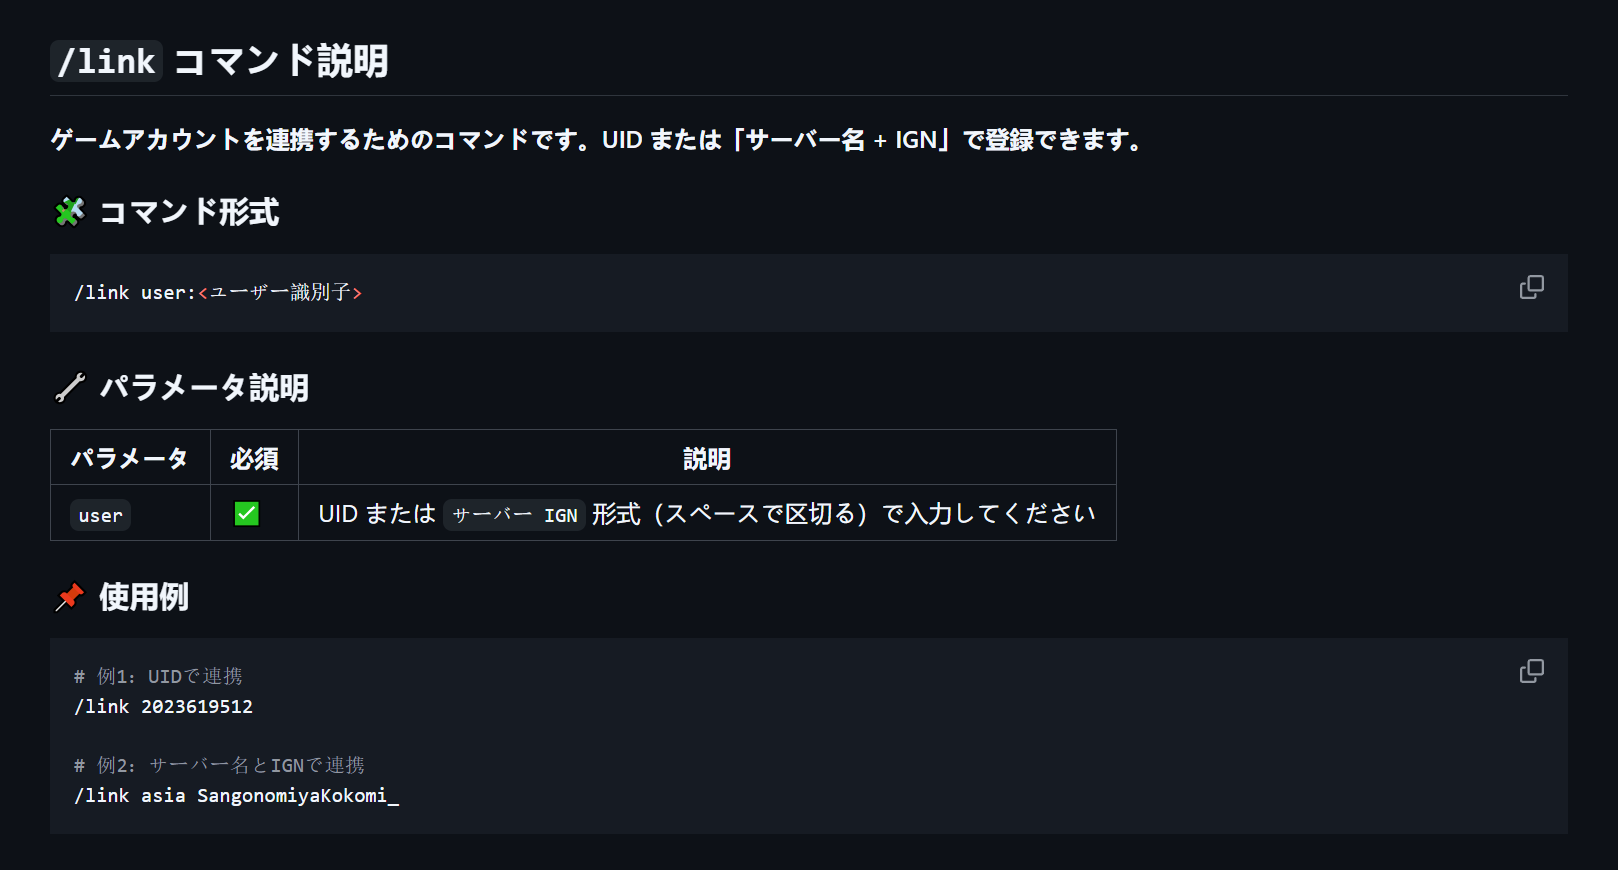 /link コマンド説明
ゲームアカウントを連携するためのコマンドです。UID または「サーバー名 + IGN」で登録できます。
🧩 コマンド形式
/link user:<ユーザー識別子>
🔧 パラメータ説明
パラメータ 必須 説明
user ✅ UID または サーバー IGN 形式（スペースで区切る）で入力してください
📌 使用例
# 例1: UIDで連携
/link 2023619512
# 例2: サーバー名とIGNで連携
/link asia SangonomiyaKokomi_